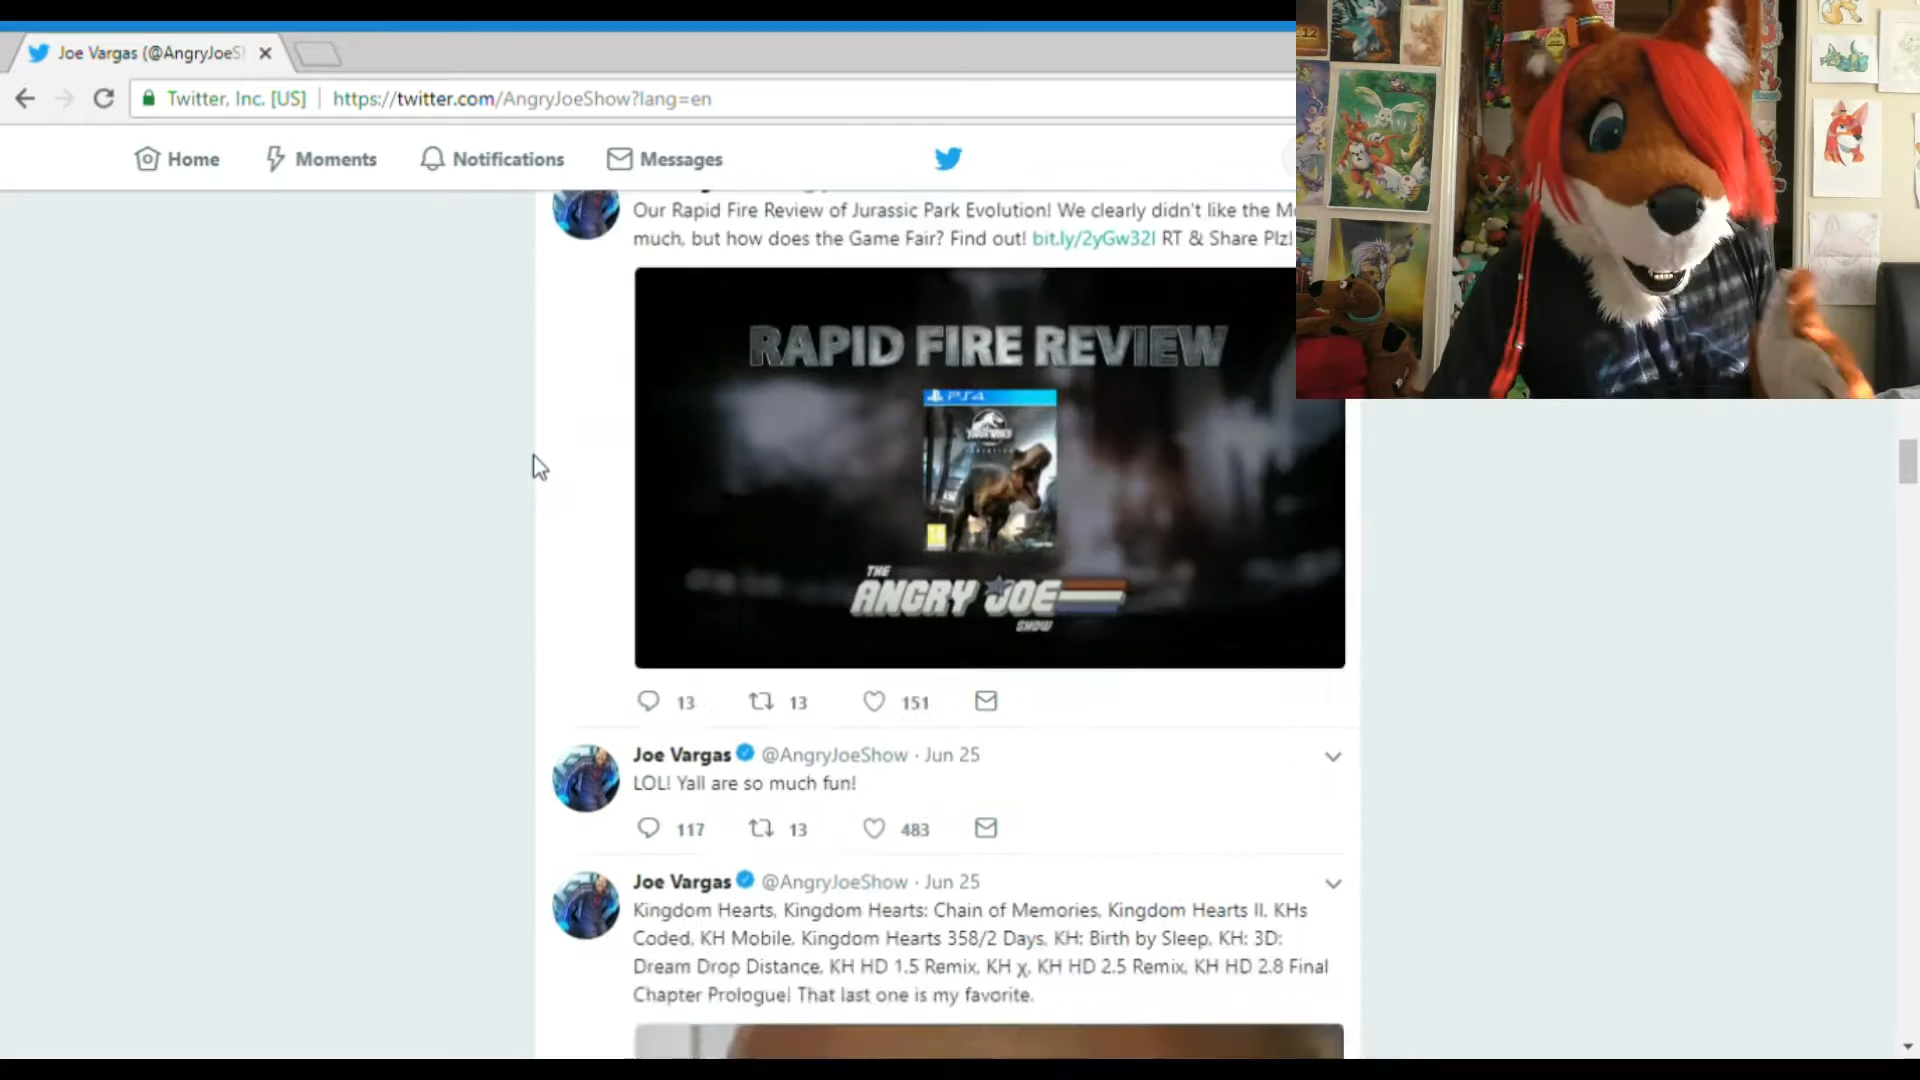 Joe Vargas (@AngryJoeSl
Twitter, Inc. [US] https://twitter.com/AngryJoeShow?lang=en
Home Moments Notifications Messages
Our Rapid Fire Review of Jurassic Park Evolution! We clearly didn't like the M
much, but how does the Game Fair? Find out! bit.ly/2yGw32I RT & Share Plz!
RAPID FIRE REVIEW
PS4
THE
ANGRY JOE
SHOW
13 13 151
Joe Vargas @AngryJoeShow · Jun 25
LOL! Yall are so much fun!
117 13 483
Joe Vargas @AngryJoeShow · Jun 25
Kingdom Hearts, Kingdom Hearts: Chain of Memories, Kingdom Hearts II, KHs
Coded, KH Mobile, Kingdom Hearts 358/2 Days, KH: Birth by Sleep, KH: 3D:
Dream Drop Distance, KH HD 1.5 Remix, KH χ, KH HD 2.5 Remix, KH HD 2.8 Final
Chapter Prologue! That last one is my favorite.
12